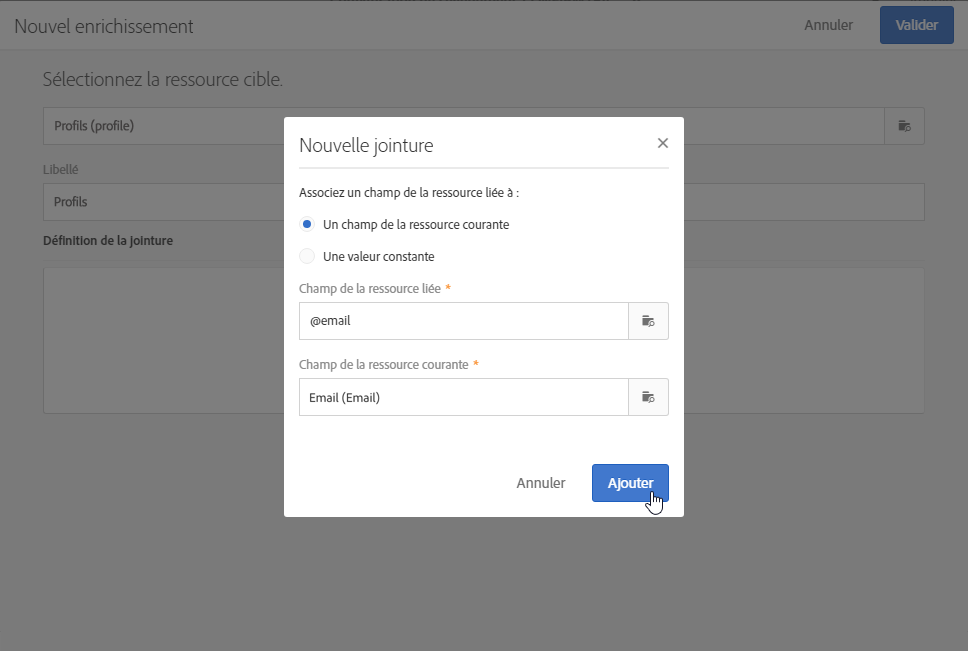 Nouvel enrichissement
Annuler
Valider
Sélectionnez la ressource cible.
Profils (profile)
Libellé
Profils
Définition de la jointure
Nouvelle jointure
Associez un champ de la ressource liée à :
Un champ de la ressource courante
Une valeur constante
Champ de la ressource liée *
@email
Champ de la ressource courante *
Email (Email)
Annuler
Ajouter